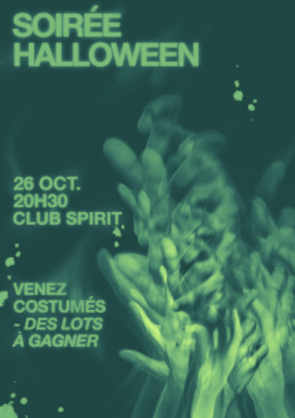 SOIRÉE
HALLOWEEN
26 OCT.
20H30
CLUB SPIRIT
VENEZ
COSTUMÉS
- DES LOTS
À GAGNER